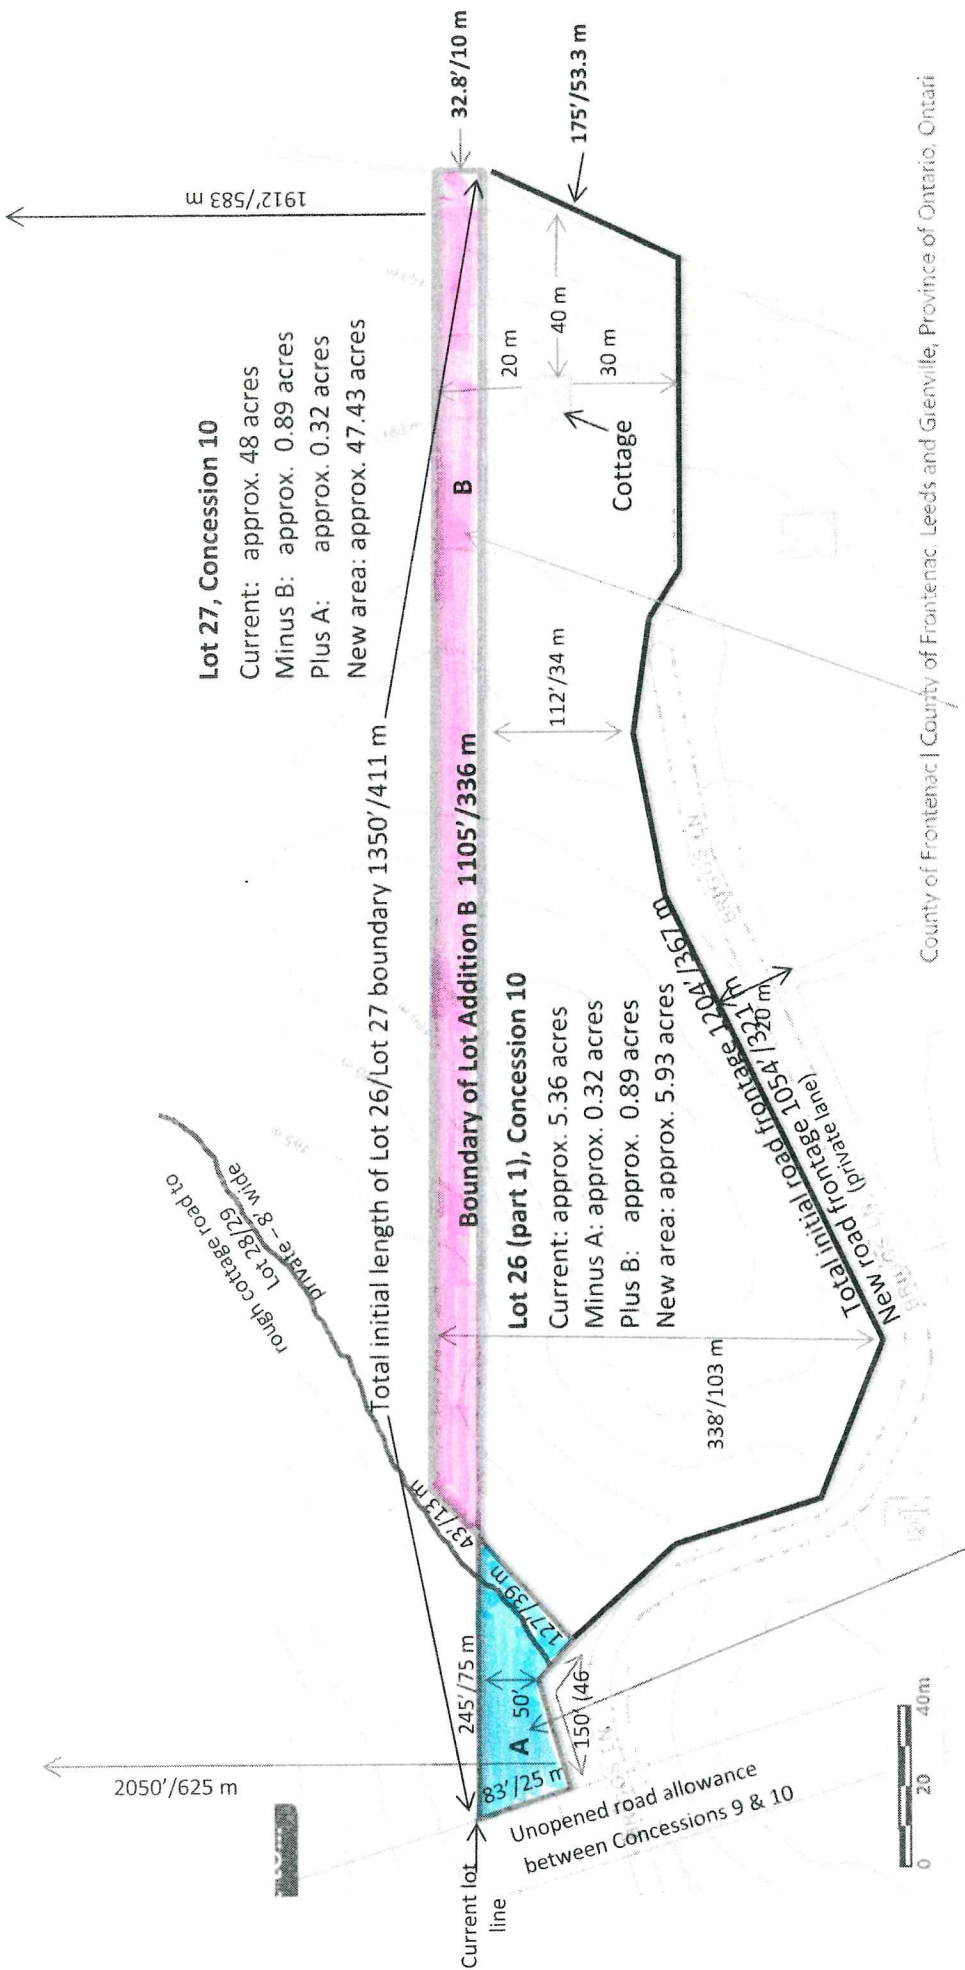 1912'/583 m
32.8'/10 m
175'/53.3 m
Lot 27, Concession 10
Current: approx. 48 acres
Minus B: approx. 0.89 acres
Plus A: approx. 0.32 acres
New area: approx. 47.43 acres
20 m
40 m
30 m
Cottage
B
Total initial length of Lot 26/Lot 27 boundary 1350'/411 m
Boundary of Lot Addition B 1105'/336 m
112'/34 m
rough cottage road to
Lot 28/29
private – 8' wide
Lot 26 (part 1), Concession 10
Current: approx. 5.36 acres
Minus A: approx. 0.32 acres
Plus B: approx. 0.89 acres
New area: approx. 5.93 acres
Total initial road frontage 1204'/367 m
New road frontage 1054'/321 m
(private lane)
20 m
BRIGGS LN
BRIGGS LN
338'/103 m
43'/13 m
127'/39 m
245'/75 m
50'
A
83'/25 m
150' (46
2050'/625 m
Current lot
line
Unopened road allowance
between Concessions 9 & 10
0 20 40m
County of Frontenac | County of Frontenac, Leeds and Grenville, Province of Ontario, Ontari